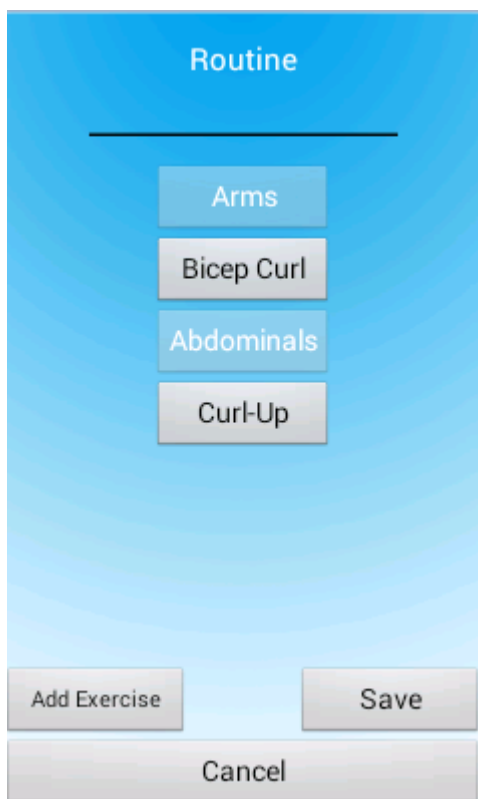 Routine
Arms
Bicep Curl
Abdominals
Curl-Up
Add Exercise
Save
Cancel